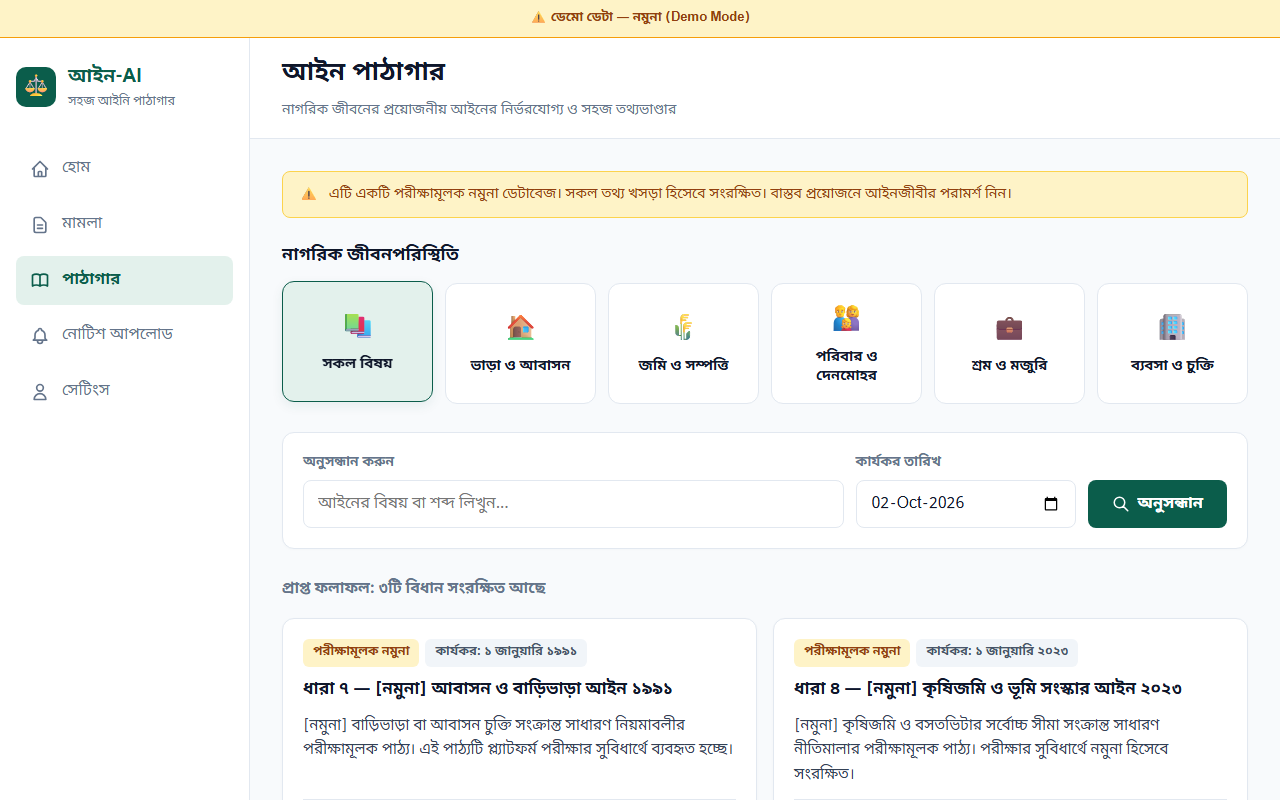 ⚠️ ডেমো ডেটা — নমুনা (Demo Mode)
আইন-AI
সহজ আইনি পাঠাগার
হোম
মামলা
পাঠাগার
নোটিশ আপলোড
সেটিংস
আইন পাঠাগার
নাগরিক জীবনের প্রয়োজনীয় আইনের নির্ভরযোগ্য ও সহজ তথ্যভাণ্ডার
⚠️ এটি একটি পরীক্ষামূলক নমুনা ডেটাবেজ। সকল তথ্য খসড়া হিসেবে সংরক্ষিত। বাস্তব প্রয়োজনে আইনজীবীর পরামর্শ নিন।
নাগরিক জীবনপরিস্থিতি
সকল বিষয়
ভাড়া ও আবাসন
জমি ও সম্পত্তি
পরিবার ও
দেনমোহর
শ্রম ও মজুরি
ব্যবসা ও চুক্তি
অনুসন্ধান করুন
আইনের বিষয় বা শব্দ লিখুন...
কার্যকর তারিখ
02-Oct-2026
অনুসন্ধান
প্রাপ্ত ফলাফল: ৩টি বিধান সংরক্ষিত আছে
পরীক্ষামূলক নমুনা কার্যকর: ১ জানুয়ারি ১৯৯১
ধারা ৭ — [নমুনা] আবাসন ও বাড়িভাড়া আইন ১৯৯১
[নমুনা] বাড়িভাড়া বা আবাসন চুক্তি সংক্রান্ত সাধারণ নিয়মাবলীর
পরীক্ষামূলক পাঠ্য। এই পাঠ্যটি প্ল্যাটফর্ম পরীক্ষার সুবিধার্থে ব্যবহৃত হচ্ছে।
পরীক্ষামূলক নমুনা কার্যকর: ১ জানুয়ারি ২০২৩
ধারা ৪ — [নমুনা] কৃষিজমি ও ভূমি সংস্কার আইন ২০২৩
[নমুনা] কৃষিজমি ও বসতভিটার সর্বোচ্চ সীমা সংক্রান্ত সাধারণ
নীতিমালার পরীক্ষামূলক পাঠ্য। পরীক্ষার সুবিধার্থে নমুনা হিসেবে
সংরক্ষিত।